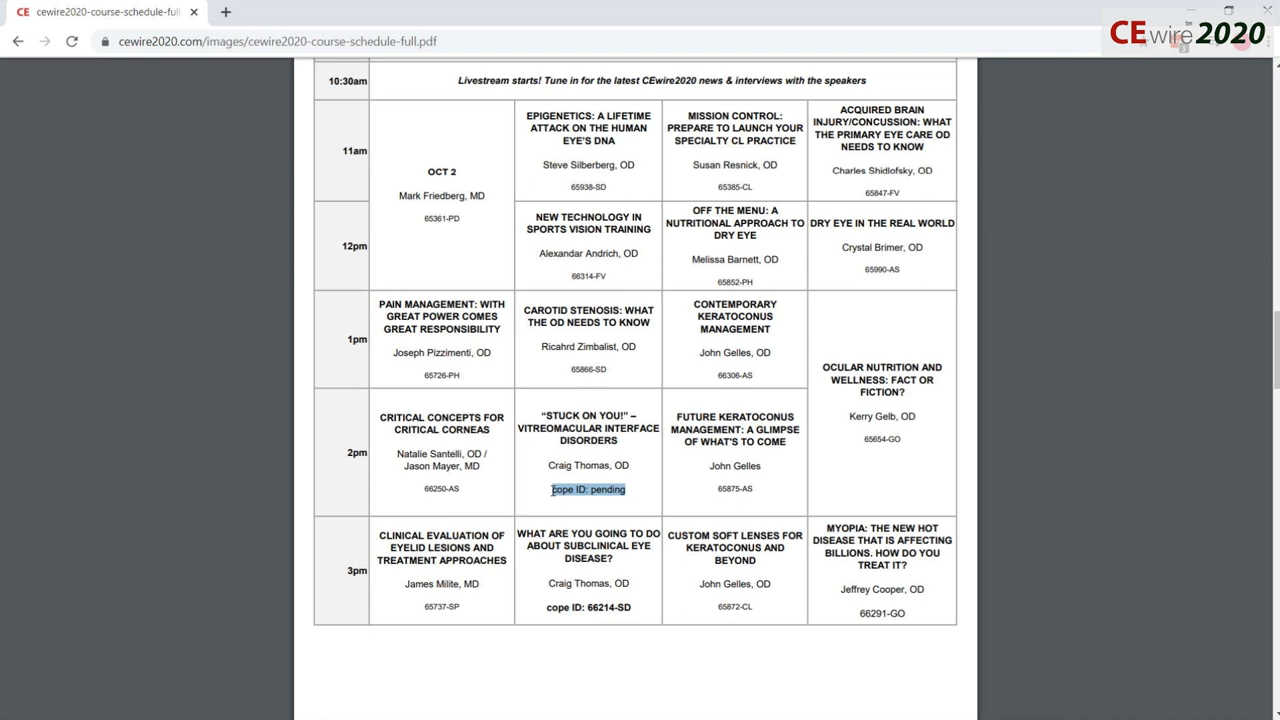 CE cewire2020-course-schedule-full
cewire2020.com/images/cewire2020-course-schedule-full.pdf
CEwire2020™
10:30am
Livestream starts! Tune in for the latest CEwire2020 news & interviews with the speakers
11am
OCT 2
Mark Friedberg, MD
65361-PD
EPIGENETICS: A LIFETIME
ATTACK ON THE HUMAN
EYE'S DNA
Steve Silberberg, OD
65938-SD
MISSION CONTROL:
PREPARE TO LAUNCH YOUR
SPECIALTY CL PRACTICE
Susan Resnick, OD
65385-CL
ACQUIRED BRAIN
INJURY/CONCUSSION: WHAT
THE PRIMARY EYE CARE OD
NEEDS TO KNOW
Charles Shidlofsky, OD
65847-FV
12pm
NEW TECHNOLOGY IN
SPORTS VISION TRAINING
Alexandar Andrich, OD
66314-FV
OFF THE MENU: A
NUTRITIONAL APPROACH TO
DRY EYE
Melissa Barnett, OD
65852-PH
DRY EYE IN THE REAL WORLD
Crystal Brimer, OD
65990-AS
1pm
PAIN MANAGEMENT: WITH
GREAT POWER COMES
GREAT RESPONSIBILITY
Joseph Pizzimenti, OD
65726-PH
CAROTID STENOSIS: WHAT
THE OD NEEDS TO KNOW
Ricahrd Zimbalist, OD
65866-SD
CONTEMPORARY
KERATOCONUS
MANAGEMENT
John Gelles, OD
66306-AS
OCULAR NUTRITION AND
WELLNESS: FACT OR
FICTION?
Kerry Gelb, OD
65654-GO
2pm
CRITICAL CONCEPTS FOR
CRITICAL CORNEAS
Natalie Santelli, OD /
Jason Mayer, MD
66250-AS
“STUCK ON YOU!” –
VITREOMACULAR INTERFACE
DISORDERS
Craig Thomas, OD
cope ID: pending
FUTURE KERATOCONUS
MANAGEMENT: A GLIMPSE
OF WHAT'S TO COME
John Gelles
65875-AS
3pm
CLINICAL EVALUATION OF
EYELID LESIONS AND
TREATMENT APPROACHES
James Milite, MD
65737-SP
WHAT ARE YOU GOING TO DO
ABOUT SUBCLINICAL EYE
DISEASE?
Craig Thomas, OD
cope ID: 66214-SD
CUSTOM SOFT LENSES FOR
KERATOCONUS AND
BEYOND
John Gelles, OD
65872-CL
MYOPIA: THE NEW HOT
DISEASE THAT IS AFFECTING
BILLIONS. HOW DO YOU
TREAT IT?
Jeffrey Cooper, OD
66291-GO